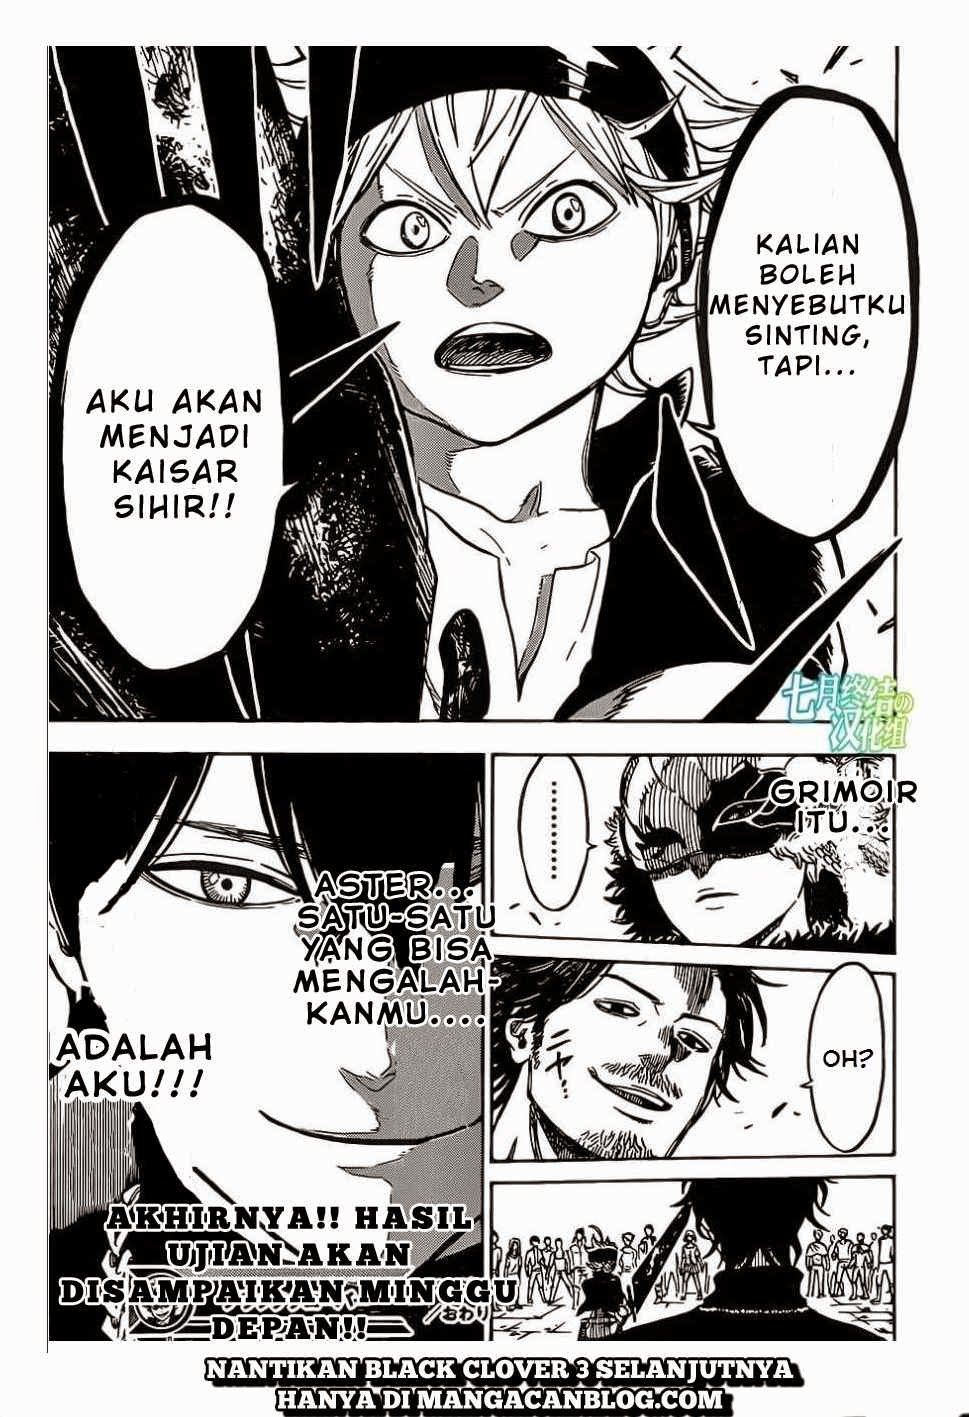 KALIAN
BOLEH
MENYEBUTKU
SINTING,
TAPI...
AKU AKAN
MENJADI
KAISAR
SIHIR!!
七月终结の
汉化组
GRIMOIR
ITU...
..........
OH?
ASTER...
SATU-SATU
YANG BISA
MENGALAH-
KANMU....
ADALAH
AKU!!!
AKHIRNYA!! HASIL
UJIAN AKAN
DISAMPAIKAN MINGGU
DEPAN!!
/おわり
NANTIKAN BLACK CLOVER 3 SELANJUTNYA
HANYA DI MANGACANBLOG.COM